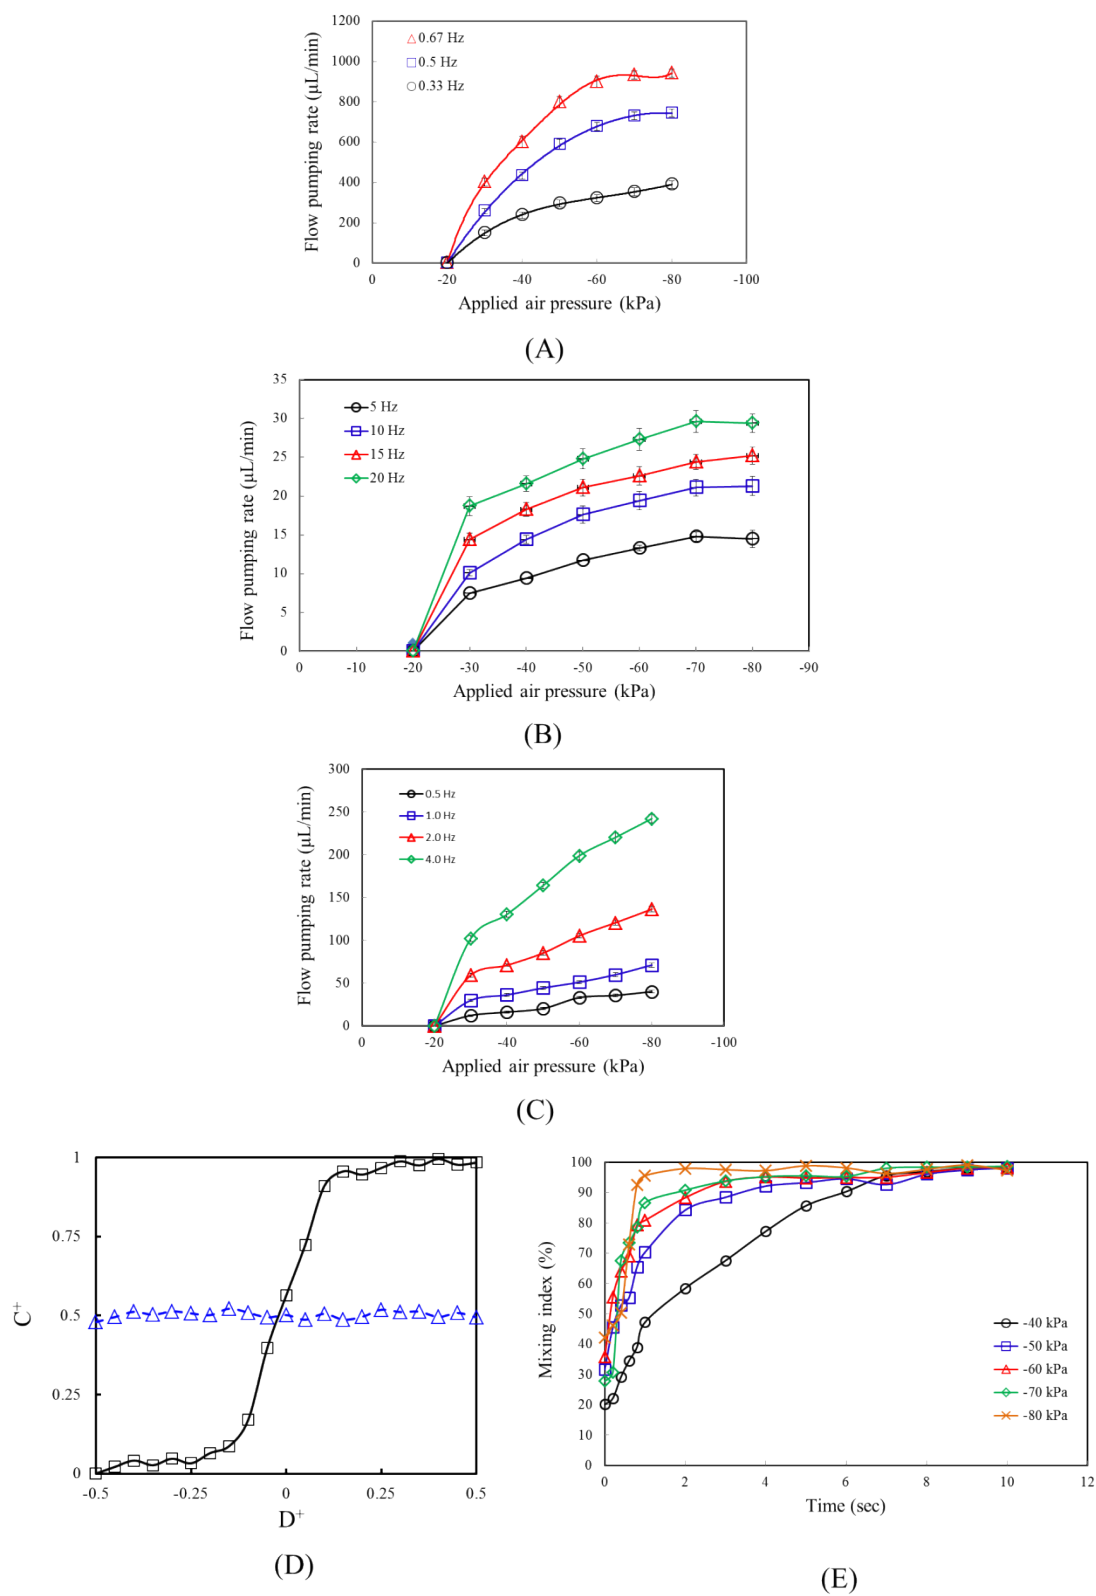 1200
1000
800
600
400
200
0
Flow pumping rate (μL/min)
0.67 Hz
0.5 Hz
0.33 Hz
0 -20 -40 -60 -80 -100
Applied air pressure (kPa)
(A)
35
30
25
20
15
10
5
0
Flow pumping rate (μL/min)
5 Hz
10 Hz
15 Hz
20 Hz
0 -10 -20 -30 -40 -50 -60 -70 -80 -90
Applied air pressure (kPa)
(B)
300
250
200
150
100
50
0
Flow pumping rate (μL/min)
0.5 Hz
1.0 Hz
2.0 Hz
4.0 Hz
0 -20 -40 -60 -80 -100
Applied air pressure (kPa)
(C)
1
0.75
0.5
0.25
0
C+
-0.5 -0.25 0 0.25 0.5
D+
(D)
100
90
80
70
60
50
40
30
20
10
0
Mixing index (%)
-40 kPa
-50 kPa
-60 kPa
-70 kPa
-80 kPa
0 2 4 6 8 10 12
Time (sec)
(E)